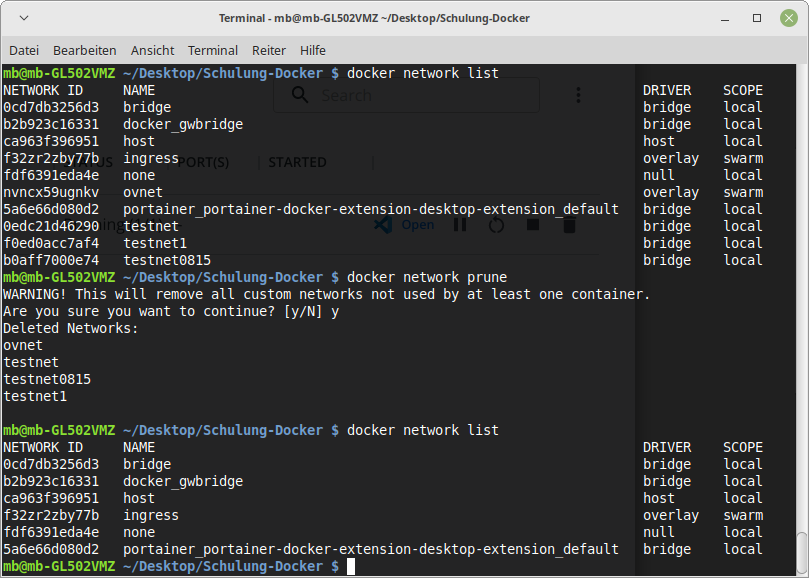 Terminal - mb@mb-GL502VMZ ~/Desktop/Schulung-Docker
Datei Bearbeiten Ansicht Terminal Reiter Hilfe
mb@mb-GL502VMZ ~/Desktop/Schulung-Docker $ docker network list
NETWORK ID NAME DRIVER SCOPE
0cd7db3256d3 bridge bridge local
Search
b2b923c16331 docker_gwbridge bridge local
ca963f396951 host host local
f32zr2zby77b ingress overlay swarm
PORT(S) STARTED
fdf6391eda4e none null local
nvncx59ugnkv ovnet overlay swarm
5a6e66d080d2 portainer_portainer-docker-extension-desktop-extension_default bridge local
0edc21d46290 testnet bridge local
Open
f0ed0acc7af4 testnet1 bridge local
b0aff7000e74 testnet0815 bridge local
mb@mb-GL502VMZ ~/Desktop/Schulung-Docker $ docker network prune
WARNING! This will remove all custom networks not used by at least one container.
Are you sure you want to continue? [y/N] y
Deleted Networks:
ovnet
testnet
testnet0815
testnet1
mb@mb-GL502VMZ ~/Desktop/Schulung-Docker $ docker network list
NETWORK ID NAME DRIVER SCOPE
0cd7db3256d3 bridge bridge local
b2b923c16331 docker_gwbridge bridge local
ca963f396951 host host local
f32zr2zby77b ingress overlay swarm
fdf6391eda4e none null local
5a6e66d080d2 portainer_portainer-docker-extension-desktop-extension_default bridge local
mb@mb-GL502VMZ ~/Desktop/Schulung-Docker $